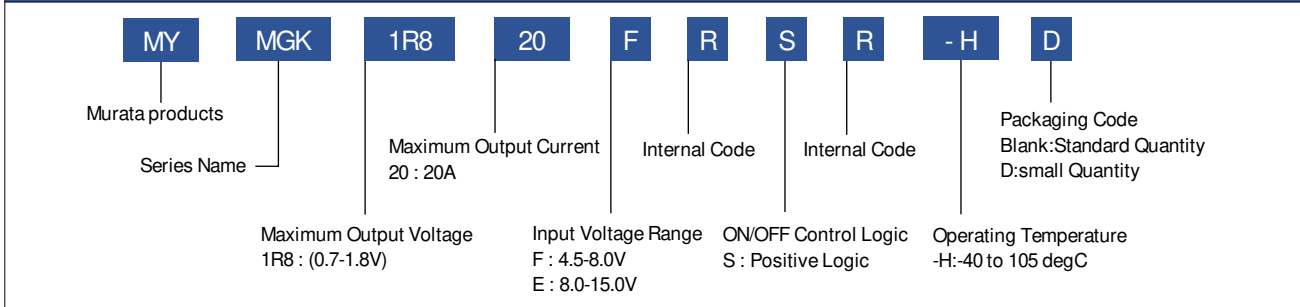 MY MGK 1R8 20 F R S R - H D
Murata products
Series Name
Maximum Output Voltage
1R8 : (0.7-1.8V)
Maximum Output Current
20 : 20A
Input Voltage Range
F : 4.5-8.0V
E : 8.0-15.0V
Internal Code
ON/OFF Control Logic
S : Positive Logic
Internal Code
Operating Temperature
-H:-40 to 105 degC
Packaging Code
Blank:Standard Quantity
D:small Quantity